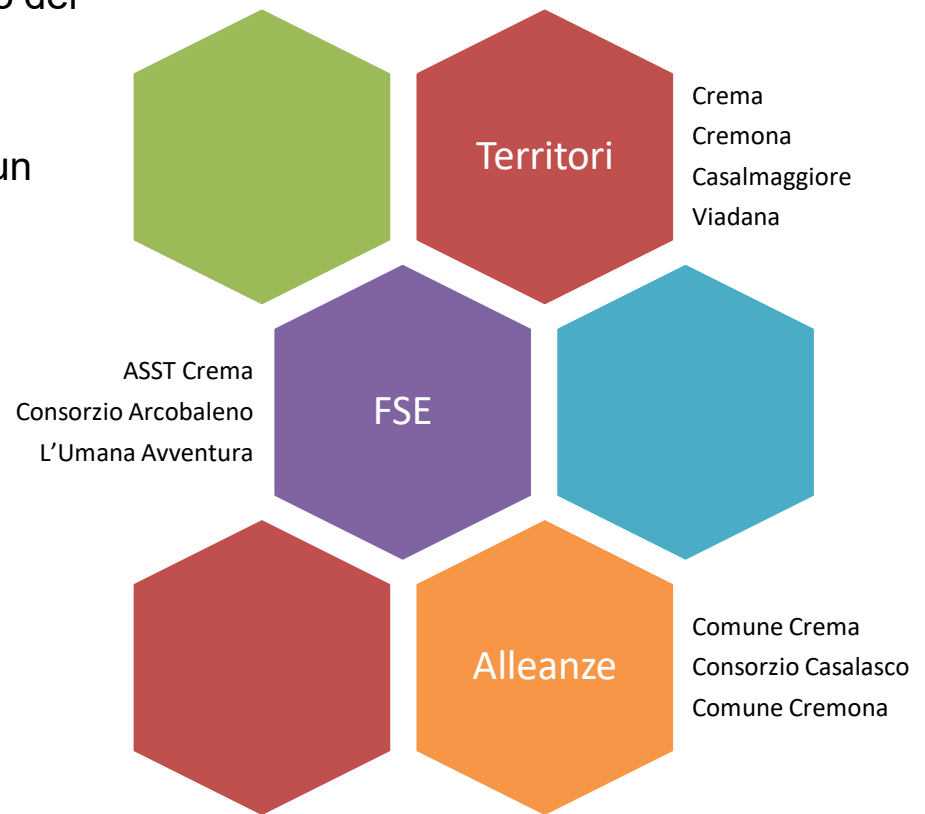 un
Territori
Crema
Cremona
Casalmaggiore
Viadana
ASST Crema
Consorzio Arcobaleno
L’Umana Avventura
FSE
Alleanze
Comune Crema
Consorzio Casalasco
Comune Cremona